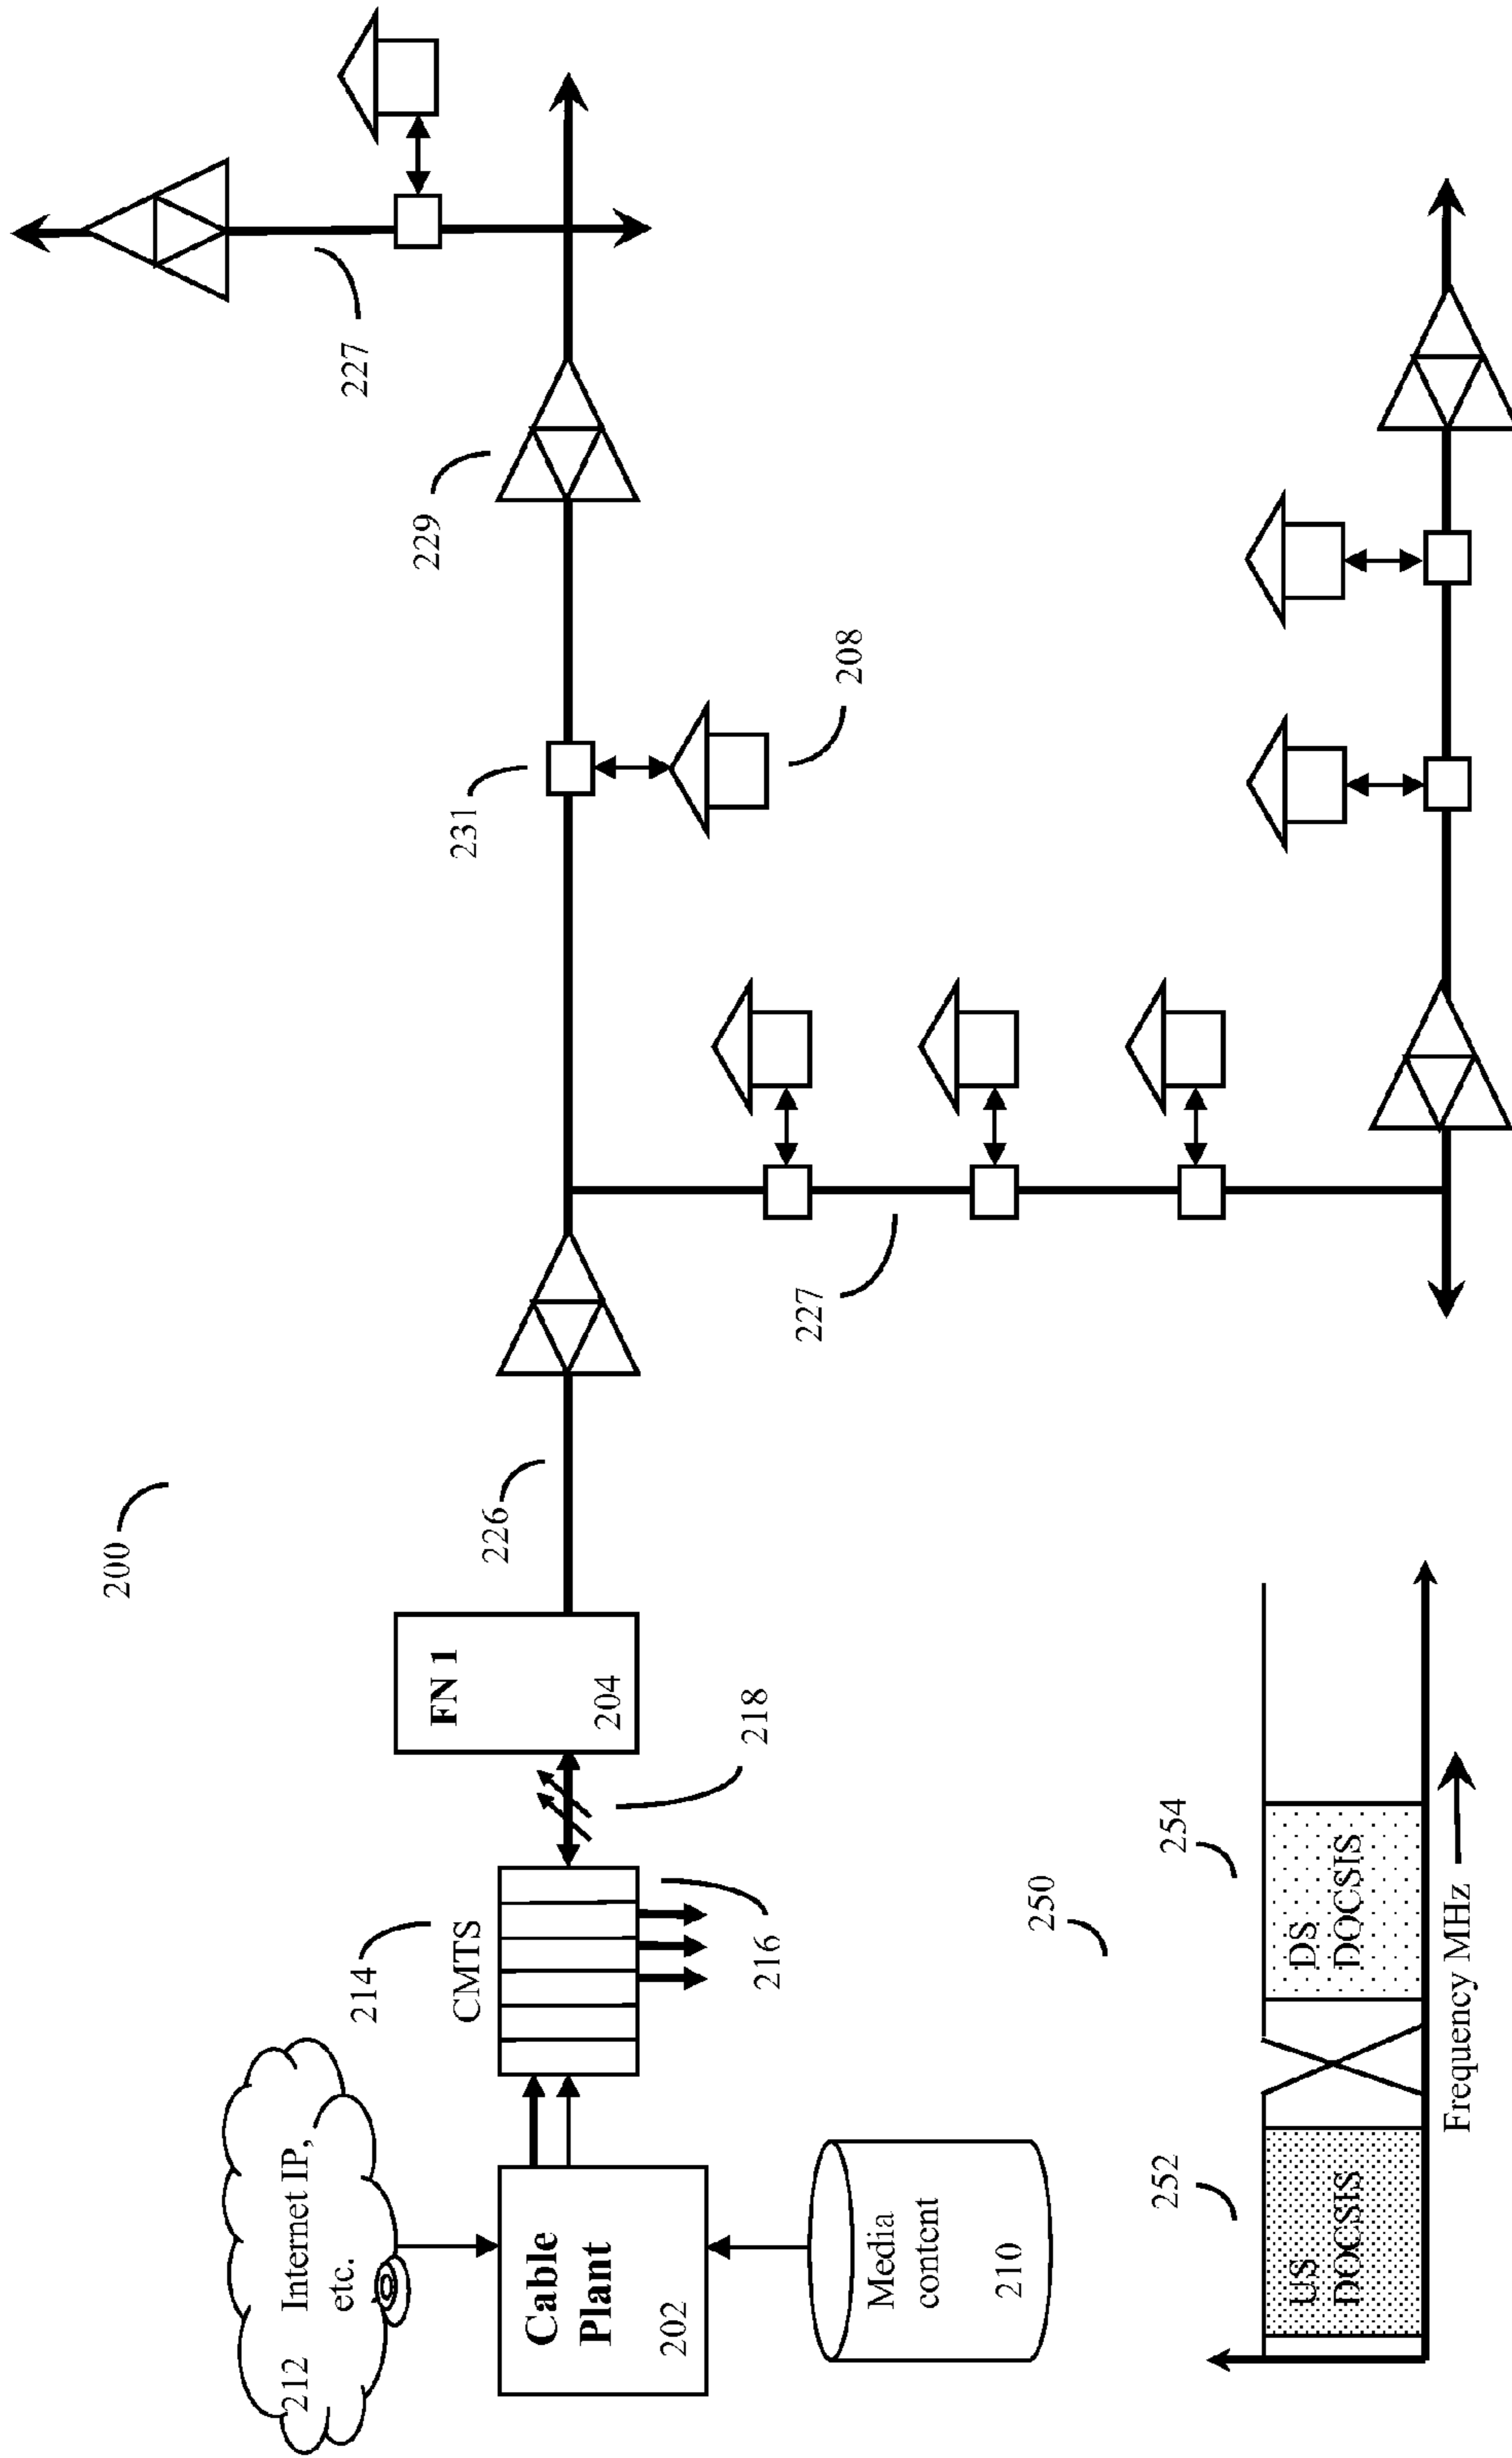 200
227
212 Internet IP,
etc.
214
CMTS
FN 1
204
226
231
229
208
Cable
Plant
202
216
218
227
Media
content
210
250
252
254
US
DOCSIS
DS
DOCSIS
Frequency MHz